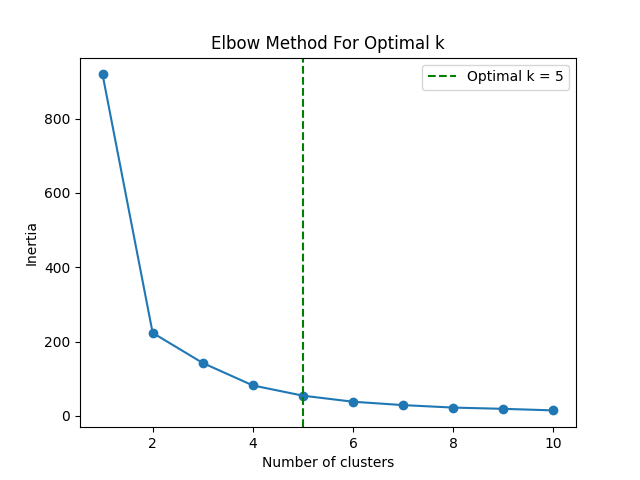 Elbow Method For Optimal k
Optimal k = 5
800
600
400
200
0
Inertia
2 4 6 8 10
Number of clusters